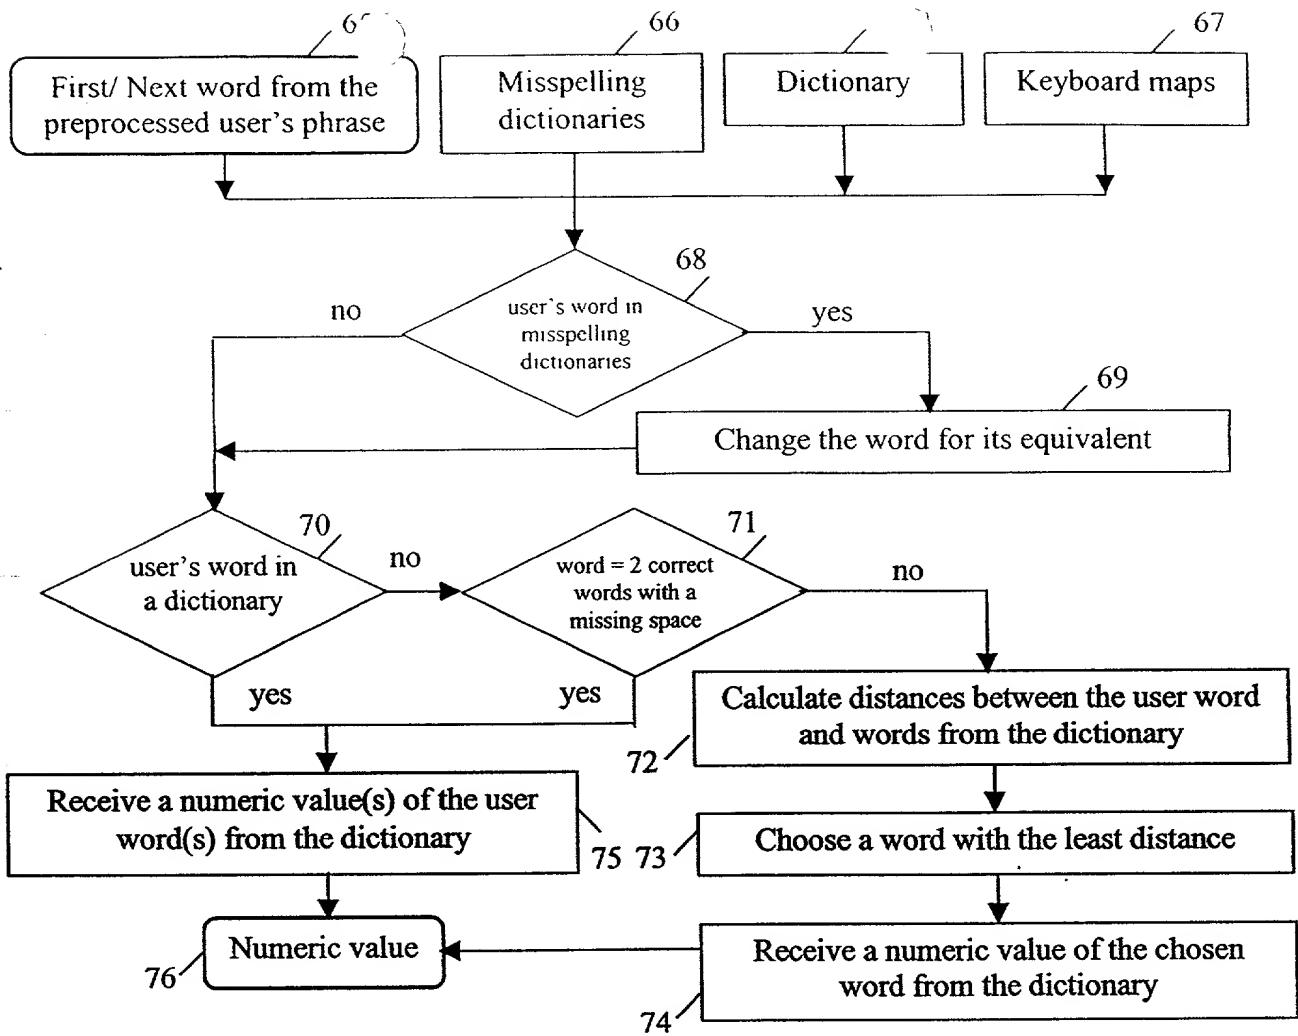 66
67
First/ Next word from the
preprocessed user's phrase
Misspelling
dictionaries
Dictionary
Keyboard maps
68
no
user's word in
misspelling
dictionaries
yes
69
Change the word for its equivalent
70
user's word in
a dictionary
no
71
word = 2 correct
words with a
missing space
no
yes
yes
Calculate distances between the user word
and words from the dictionary
72
Receive a numeric value(s) of the user
word(s) from the dictionary
75
73
Choose a word with the least distance
Numeric value
76
Receive a numeric value of the chosen
word from the dictionary
74